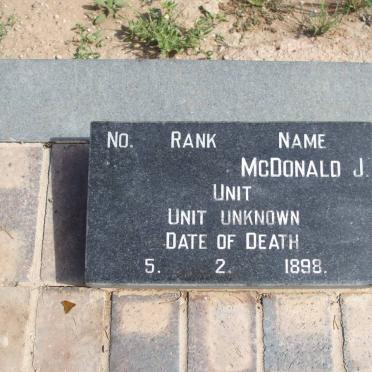 No. Rank Name
McDonald J.
Unit
Unit unknown
Date of Death
5. 2. 1898.